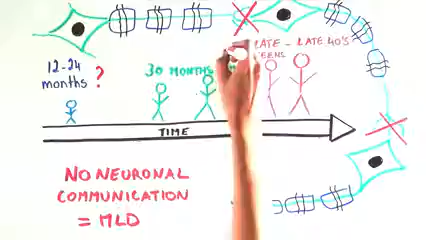 LATE - LATE 40'S
TEENS
12-24
months ?
30 MONTHS
TIME
NO NEURONAL
COMMUNICATION
= MLD